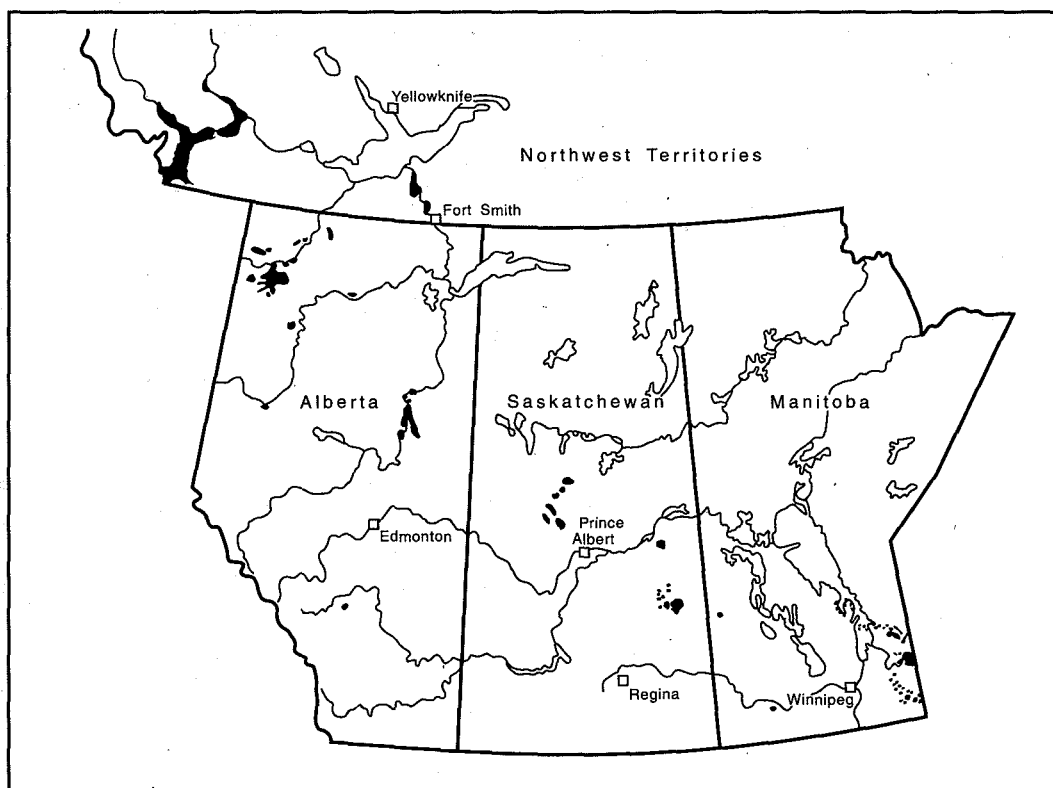 Yellowknife
Northwest Territories
Fort Smith
Alberta
Saskatchewan
Manitoba
Prince
Albert
Edmonton
Regina
Winnipeg